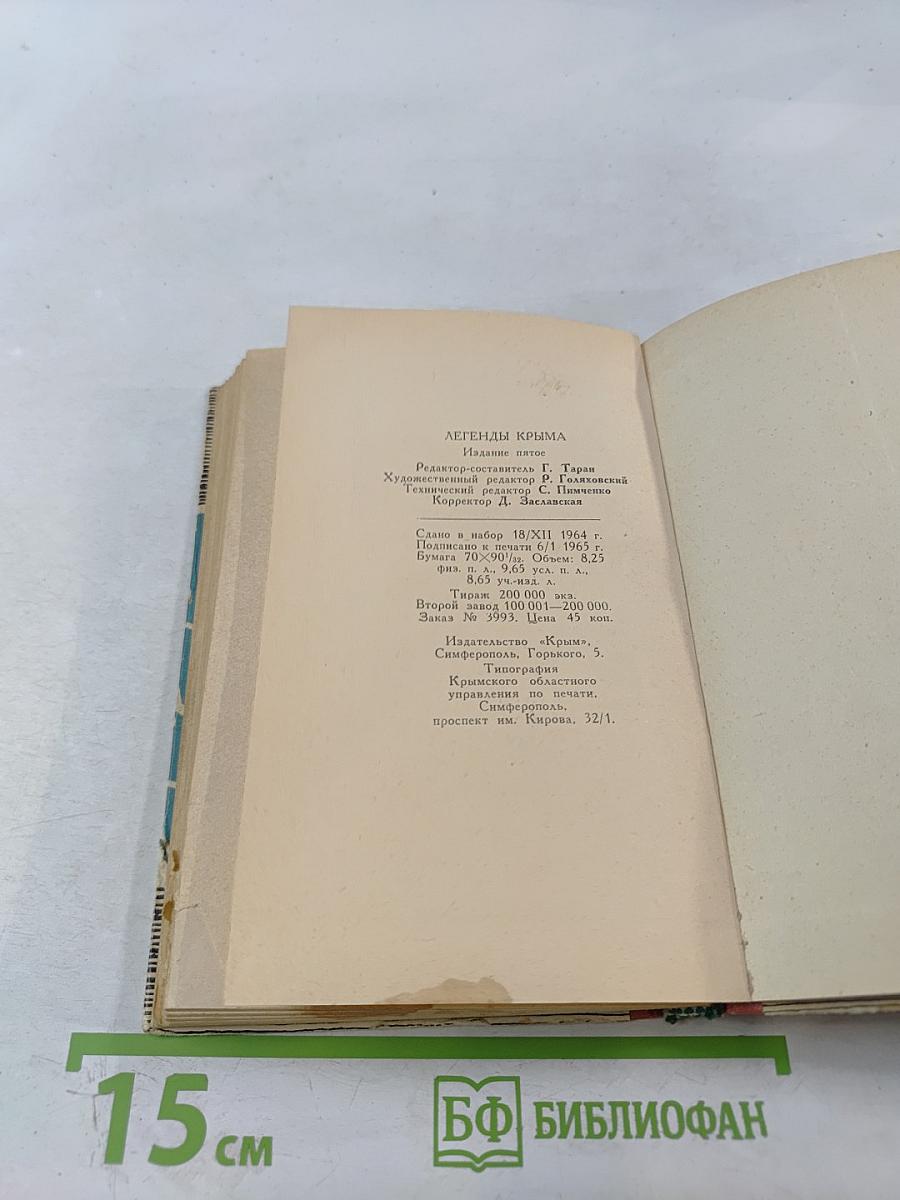 ЛЕГЕНДЫ КРЫМА
Издание пятое
Редактор-составитель Г. Таран
Художественный редактор Р. Голяховский
Технический редактор С. Пимченко
Корректор Д. Заславская
Сдано в набор 18/XII 1964 г.
Подписано к печати 6/1 1965 г.
Бумага 70×90¹/₃₂. Объем: 8,25
физ. п. л., 9,65 усл. п. л.,
8,65 уч.-изд. л.
Тираж 200 000 экз.
Второй завод 100 001—200 000.
Заказ № 3993. Цена 45 коп.
Издательство «Крым»,
Симферополь, Горького, 5.
Типография
Крымского областного
управления по печати,
Симферополь,
проспект им. Кирова, 32/1.
15 см
БФ БИБЛИОФАН